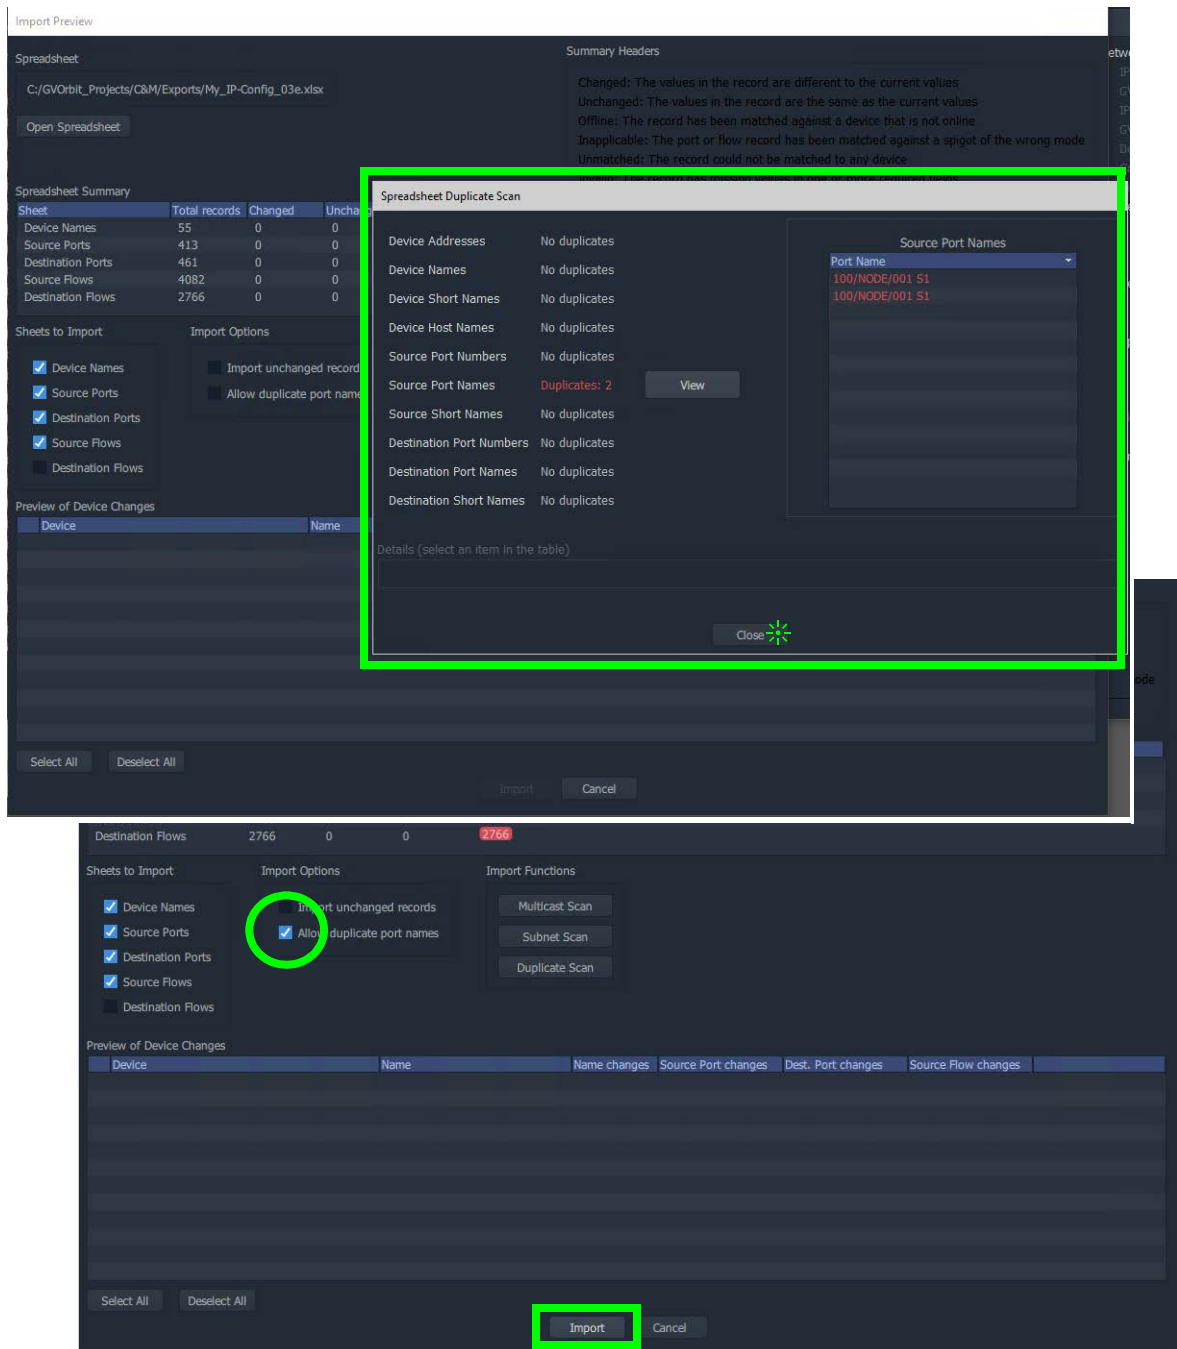 Import Preview
Spreadsheet
C:/GVOrbit_Projects/C&M/Exports/My_IP-Config_03e.xlsx
Open Spreadsheet
Summary Headers
Changed: The values in the record are different to the current values
Unchanged: The values in the record are the same as the current values
Offline: The record has been matched against a device that is not online
Inapplicable: The port or flow record has been matched against a spigot of the wrong mode
Unmatched: The record could not be matched to any device
Spreadsheet Summary
Sheet Total records Changed Unchang
Device Names 55 0 0
Source Ports 413 0 0
Destination Ports 461 0 0
Source Flows 4082 0 0
Destination Flows 2766 0 0
Sheets to Import
Device Names
Source Ports
Destination Ports
Source Flows
Destination Flows
Import Options
Import unchanged record
Allow duplicate port name
Spreadsheet Duplicate Scan
Device Addresses No duplicates
Device Names No duplicates
Device Short Names No duplicates
Device Host Names No duplicates
Source Port Numbers No duplicates
Source Port Names Duplicates: 2 View
Source Short Names No duplicates
Destination Port Numbers No duplicates
Destination Port Names No duplicates
Destination Short Names No duplicates
Source Port Names
Port Name
100/NODE/001 S1
100/NODE/001 S1
Details (select an item in the table)
Close
Preview of Device Changes
Device Name
Select All Deselect All
Import Cancel
etw
ode
Destination Flows 2766 0 0 2766
Sheets to Import
Device Names
Source Ports
Destination Ports
Source Flows
Destination Flows
Import Options
Import unchanged records
Allow duplicate port names
Import Functions
Multicast Scan
Subnet Scan
Duplicate Scan
Preview of Device Changes
Device Name Name changes Source Port changes Dest. Port changes Source Flow changes
Select All Deselect All
Import Cancel